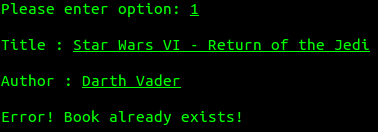 Please enter option: 1
Title : Star Wars VI - Return of the Jedi
Author : Darth Vader
Error! Book already exists!